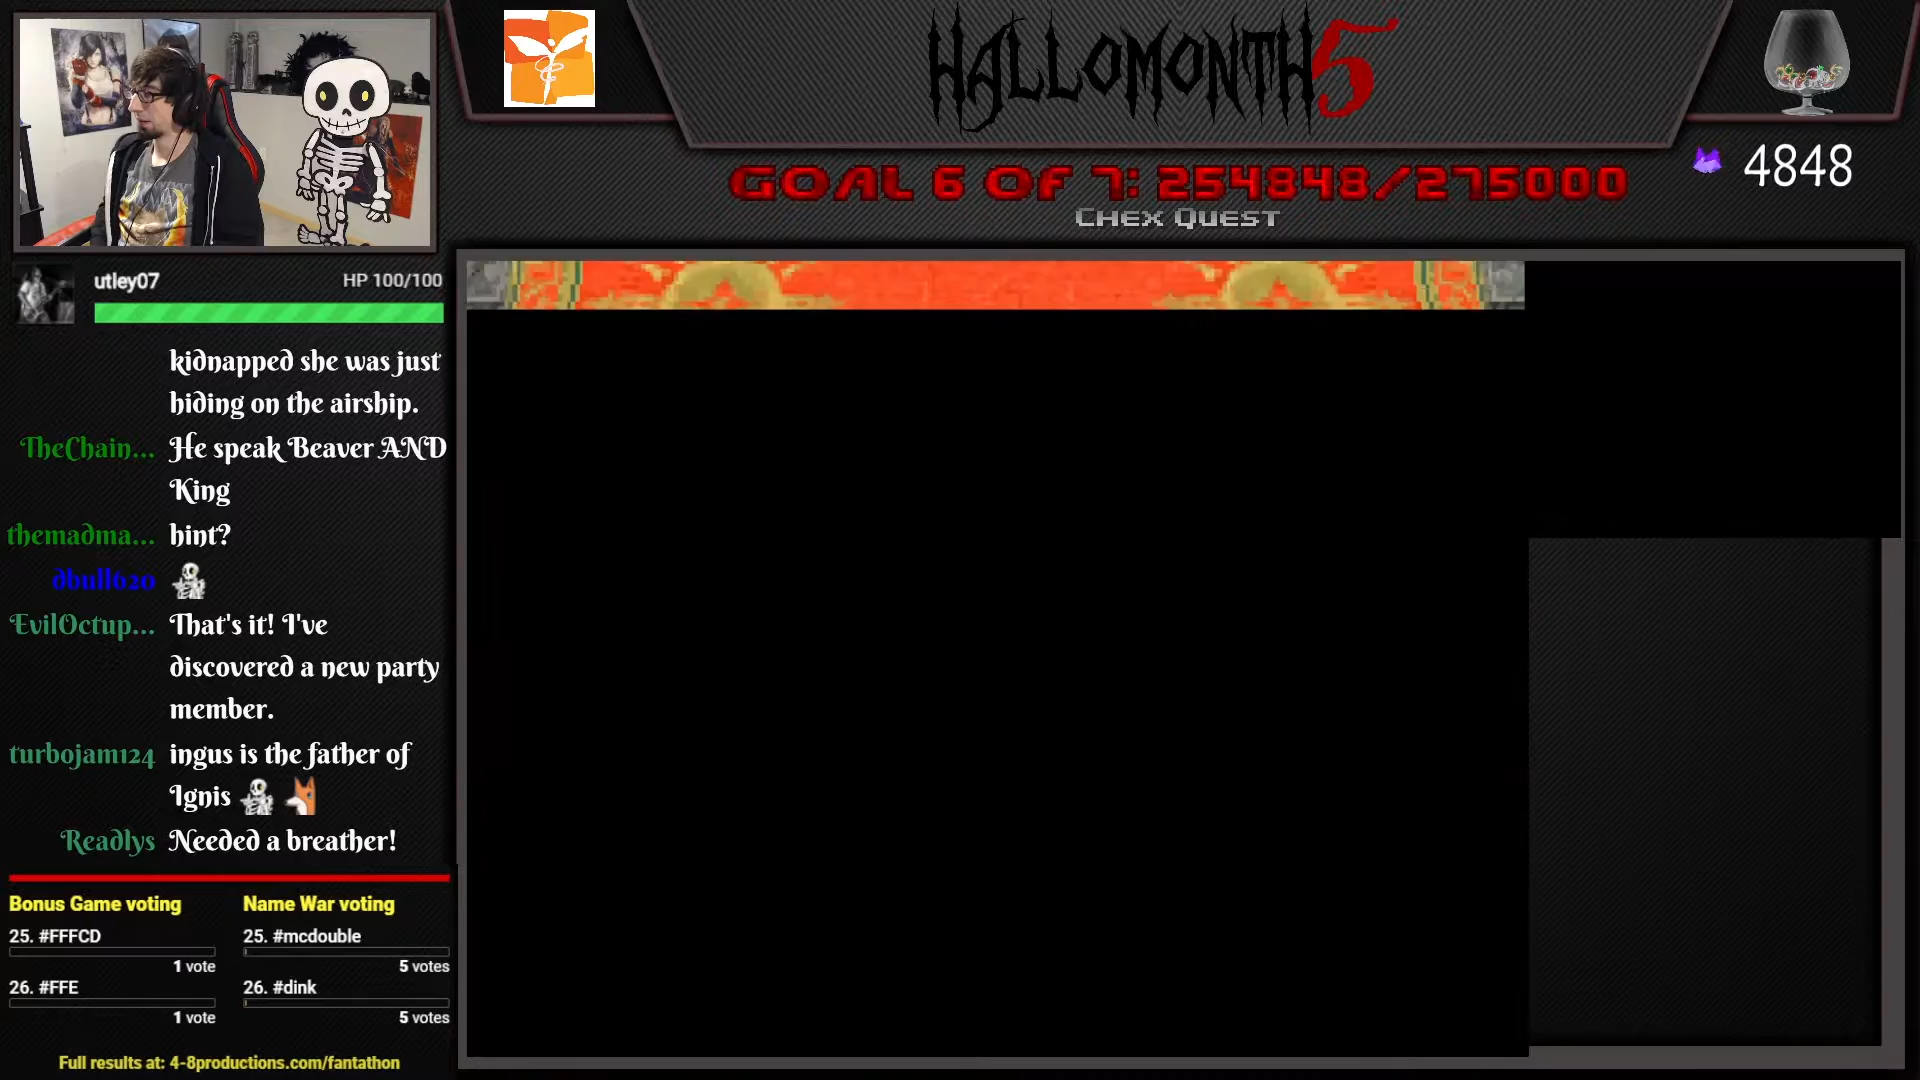 HALLOMONTH5
GOAL 6 OF 7: 254848/275000
4848
CHEX QUEST
utley07 HP 100/100
kidnapped she was just
hiding on the airship.
TheChain... He speak Beaver AND
King
themadma... hint?
dbull620
EvilOctup... That's it! I've
discovered a new party
member.
turbojam124 ingus is the father of
Ignis
Readlys Needed a breather!
Bonus Game voting
25. #FFFCD
1 vote
26. #FFE
1 vote
Name War voting
25. #mcdouble
5 votes
26. #dink
5 votes
Full results at: 4-8productions.com/fantathon